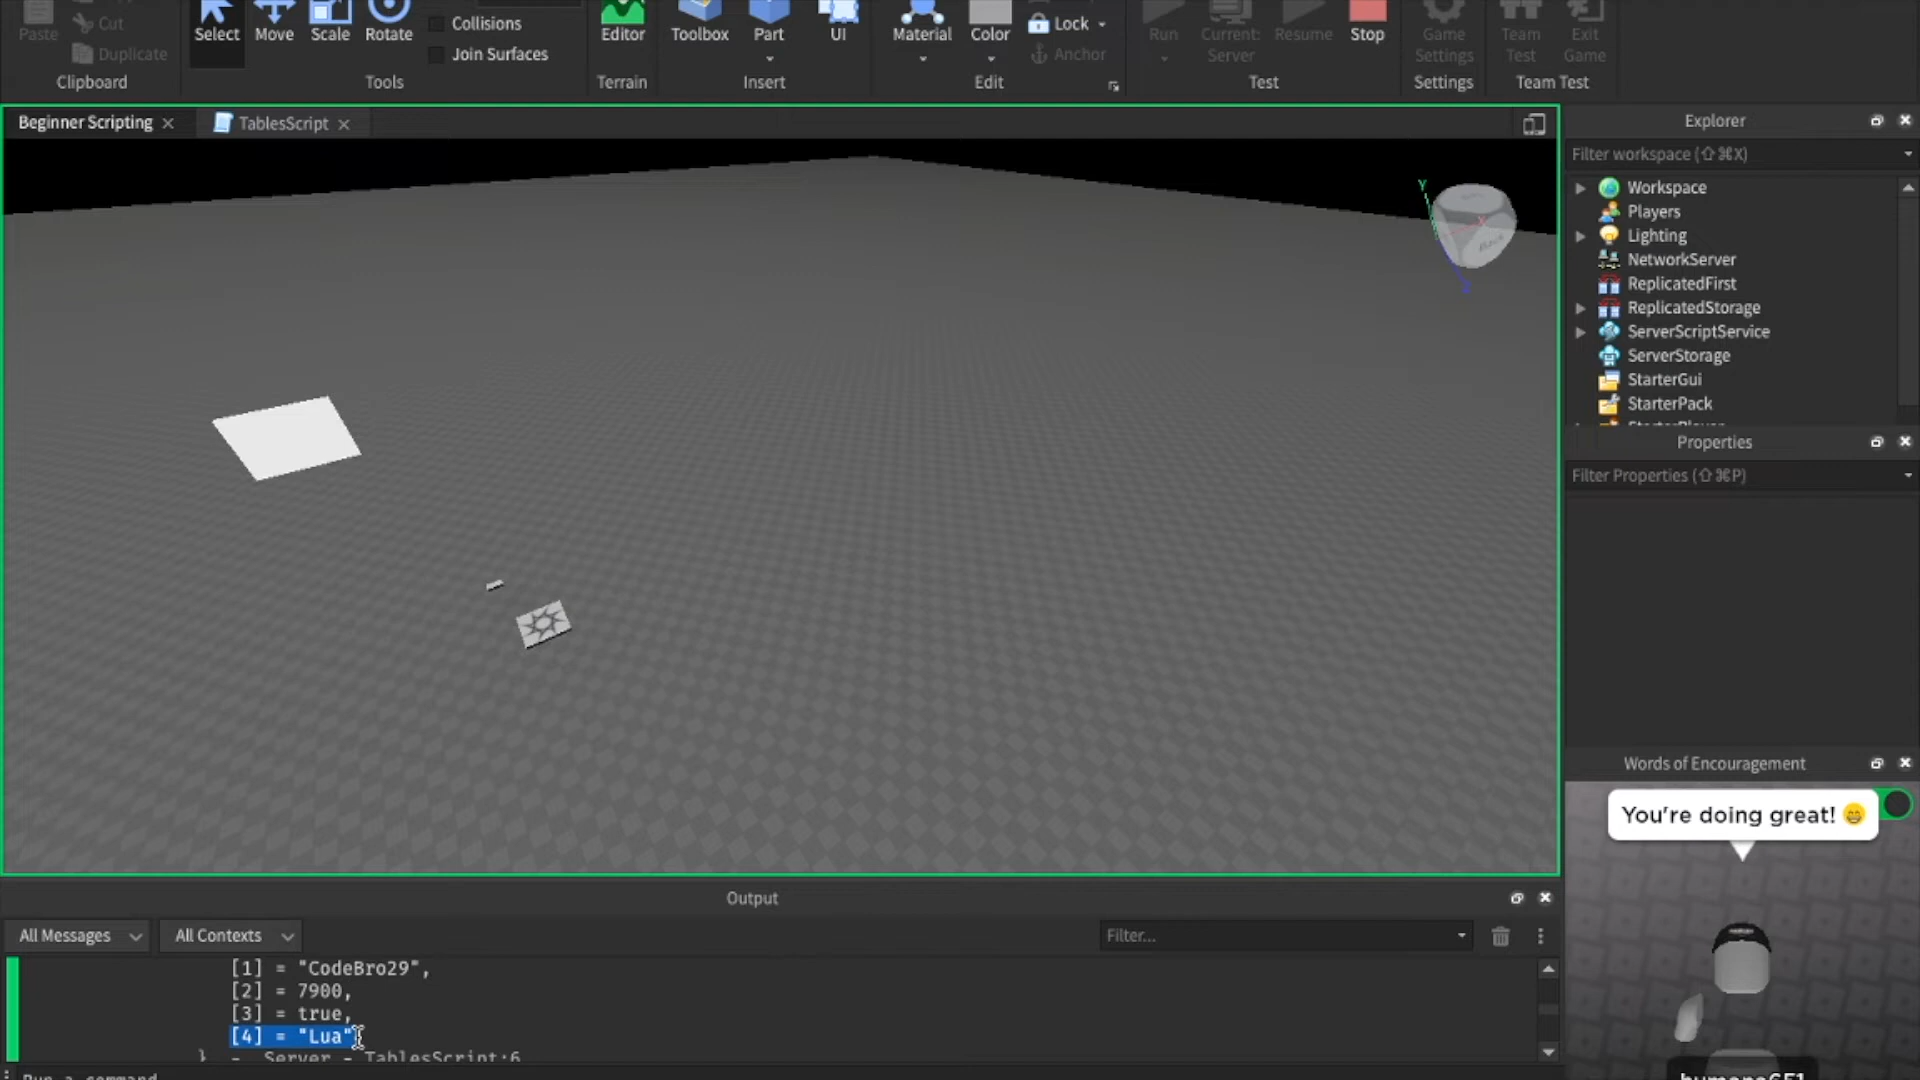 Paste
Cut
Duplicate
Clipboard
Select
Move
Scale
Rotate
Collisions
Join Surfaces
Tools
Editor
Terrain
Toolbox
Part
UI
Insert
Material
Color
Lock
Anchor
Edit
Run
Current:
Server
Resume
Stop
Test
Game
Settings
Settings
Team
Test
Exit
Game
Team Test
Beginner Scripting
TablesScript
Y
X
Back
Explorer
Filter workspace (⇧⌘X)
Workspace
Players
Lighting
NetworkServer
ReplicatedFirst
ReplicatedStorage
ServerScriptService
ServerStorage
StarterGui
StarterPack
Properties
Filter Properties (⇧⌘P)
Words of Encouragement
You're doing great! 😄
Output
All Messages
All Contexts
Filter...
[1] = "CodeBro29",
[2] = 7900,
[3] = true,
[4] = "Lua"
} - Server - TablesScript:6
Run a command